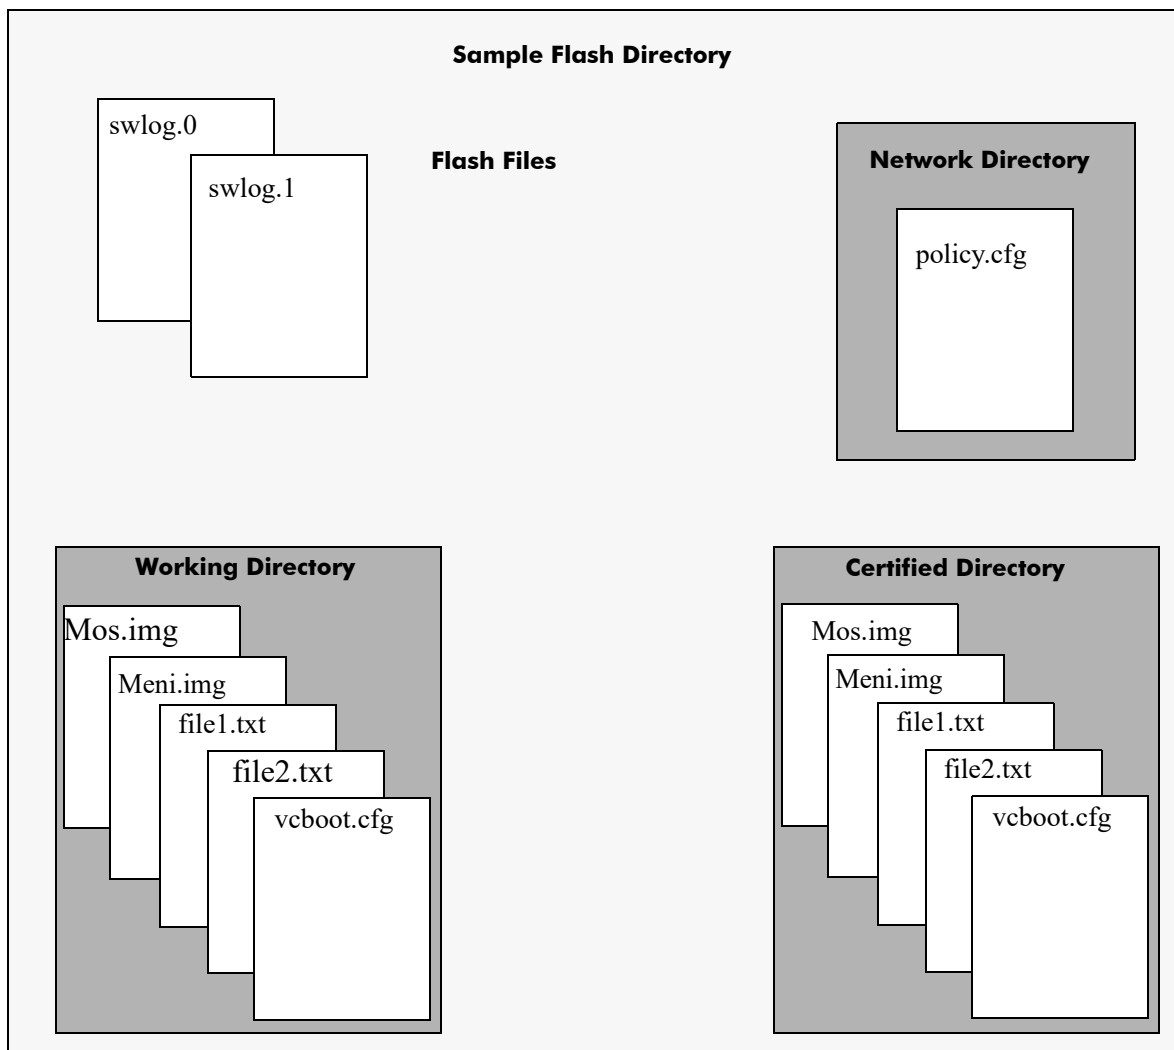 Sample Flash Directory
swlog.0
swlog.1
Flash Files
Network Directory
policy.cfg
Working Directory
Mos.img
Meni.img
file1.txt
file2.txt
vcboot.cfg
Certified Directory
Mos.img
Meni.img
file1.txt
file2.txt
vcboot.cfg